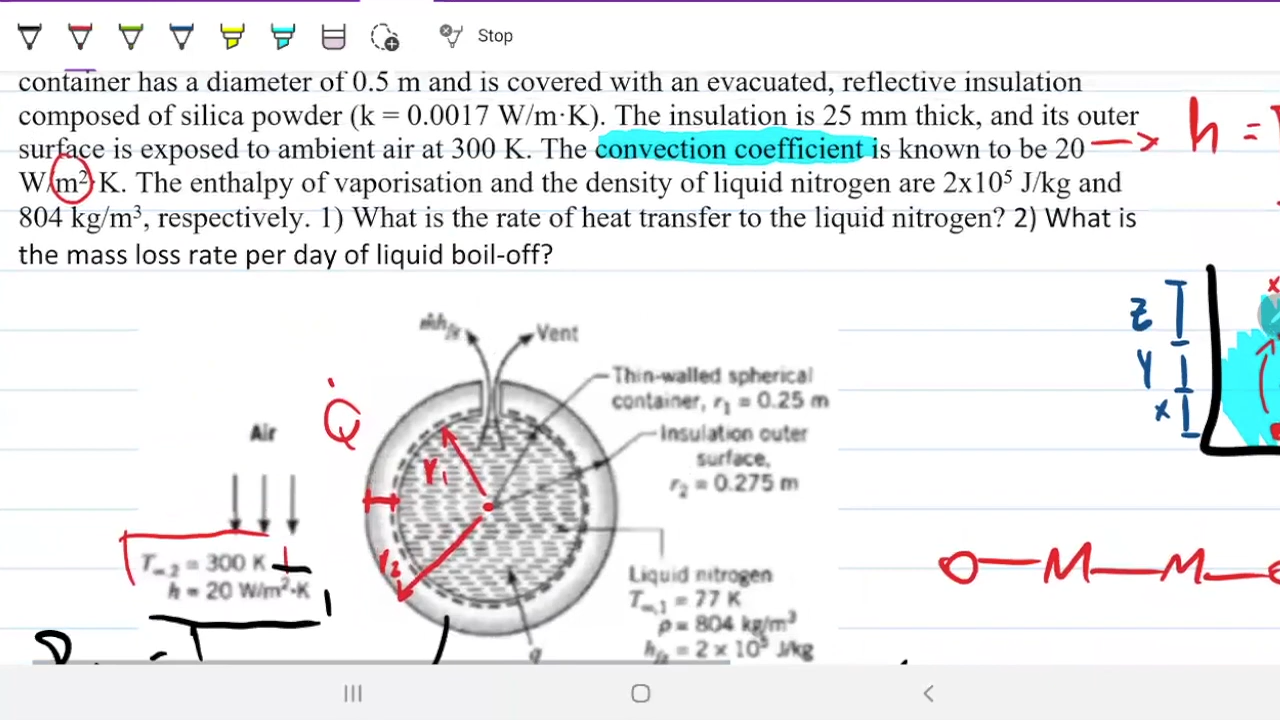 Stop
container has a diameter of 0.5 m and is covered with an evacuated, reflective insulation
composed of silica powder (k = 0.0017 W/m·K). The insulation is 25 mm thick, and its outer
surface is exposed to ambient air at 300 K. The convection coefficient is known to be 20
h =
W/m²·K. The enthalpy of vaporisation and the density of liquid nitrogen are 2x10⁵ J/kg and
804 kg/m³, respectively. 1) What is the rate of heat transfer to the liquid nitrogen? 2) What is
the mass loss rate per day of liquid boil-off?
ṁh_fg
Vent
Thin-walled spherical
container, r₁ = 0.25 m
Insulation outer
surface,
r₂ = 0.275 m
Q̇
Air
r₁
r₂
T∞,2 = 300 K
h = 20 W/m²·K
Liquid nitrogen
T∞,1 = 77 K
ρ = 804 kg/m³
h_fg = 2 × 10⁵ J/kg
q
Z
Y
X
x